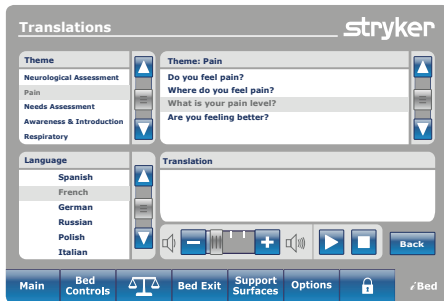 Translations
stryker
Theme
Neurological Assessment
Pain
Needs Assessment
Awareness & Introduction
Respiratory
Theme: Pain
Do you feel pain?
Where do you feel pain?
What is your pain level?
Are you feeling better?
Language
Spanish
French
German
Russian
Polish
Italian
Translation
Back
Main
Bed
Controls
Bed Exit
Support
Surfaces
Options
iBed